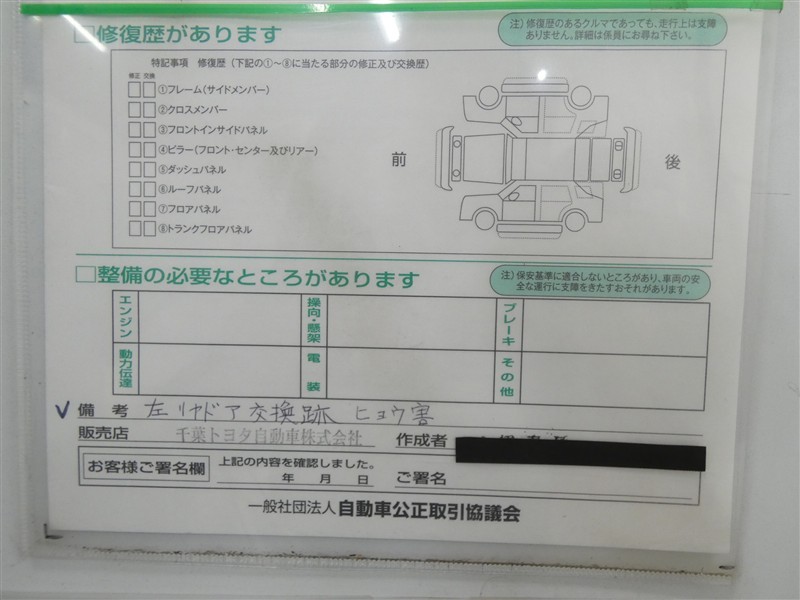 □修復歴があります
注）修復歴のあるクルマであっても、走行上は支障
ありません。詳細は係員にお尋ね下さい。
特記事項 修復歴（下記の①～⑧に当たる部分の修正及び交換歴）
修正 交換
①フレーム（サイドメンバー）
②クロスメンバー
③フロントインサイドパネル
④ピラー（フロント・センター及びリアー）
⑤ダッシュパネル
⑥ルーフパネル
⑦フロアパネル
⑧トランクフロアパネル
前
後
□整備の必要なところがあります
注）保安基準に適合しないところがあり、車両の安
全な運行に支障をきたすおそれがあります。
エンジン
操向・懸架
ブレーキ
動力伝達
電装
その他
✓ 備考 左リヤドア交換跡 ヒョウ害
販売店 千葉トヨタ自動車株式会社 作成者
お客様ご署名欄
上記の内容を確認しました。
年 月 日 ご署名
一般社団法人 自動車公正取引協議会